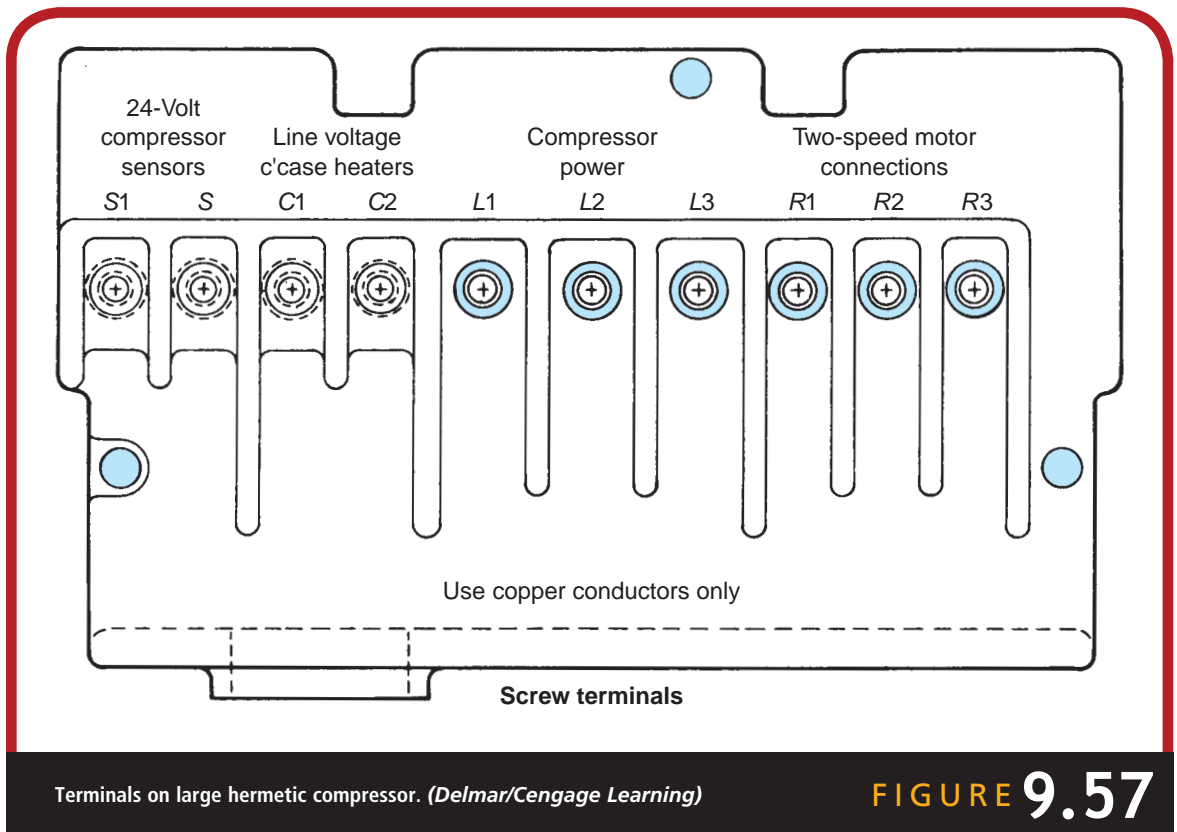 24-Volt
compressor
sensors
Line voltage
c'case heaters
Compressor
power
Two-speed motor
connections
S1 S C1 C2 L1 L2 L3 R1 R2 R3
Use copper conductors only
Screw terminals
Terminals on large hermetic compressor. (Delmar/Cengage Learning)
FIGURE 9.57